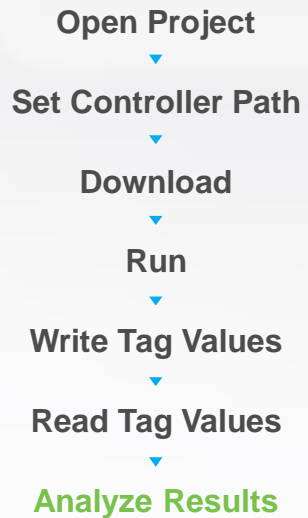 Open Project
Set Controller Path
Download
Run
Write Tag Values
Read Tag Values
Analyze Results